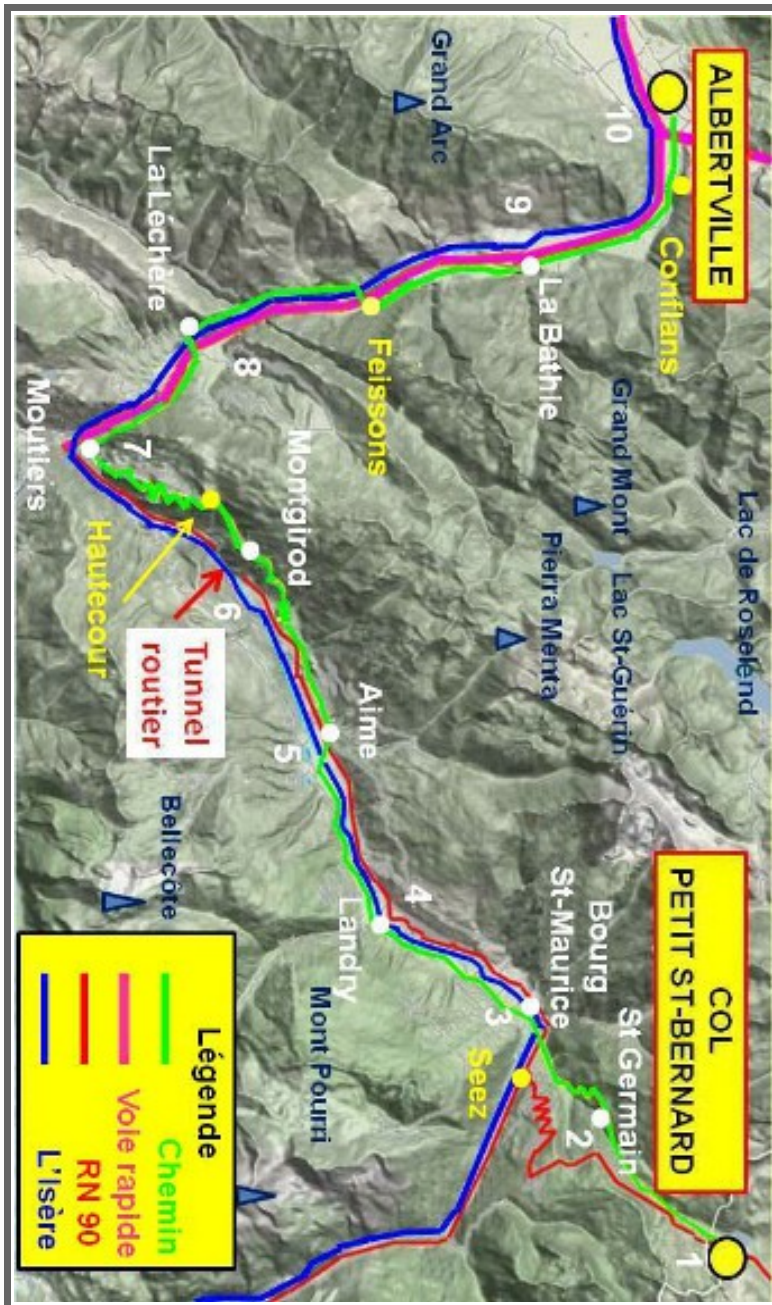 ALBERTVILLE
COL
PETIT ST-BERNARD
Lac de Roselend
1
Conflans
Grand Mont
Lac St-Guérin
St Germain
10
La Bathie
Pierra Menta
Bourg
St-Maurice
2
9
3
Seez
Grand Arc
Feissons
Aime
4
Landry
Montgirod
5
Mont Pourri
8
6
La Léchère
Tunnel
routier
Bellecôte
7
Hautecour
Moutiers
Légende
Chemin
Voie rapide
RN 90
L'Isère